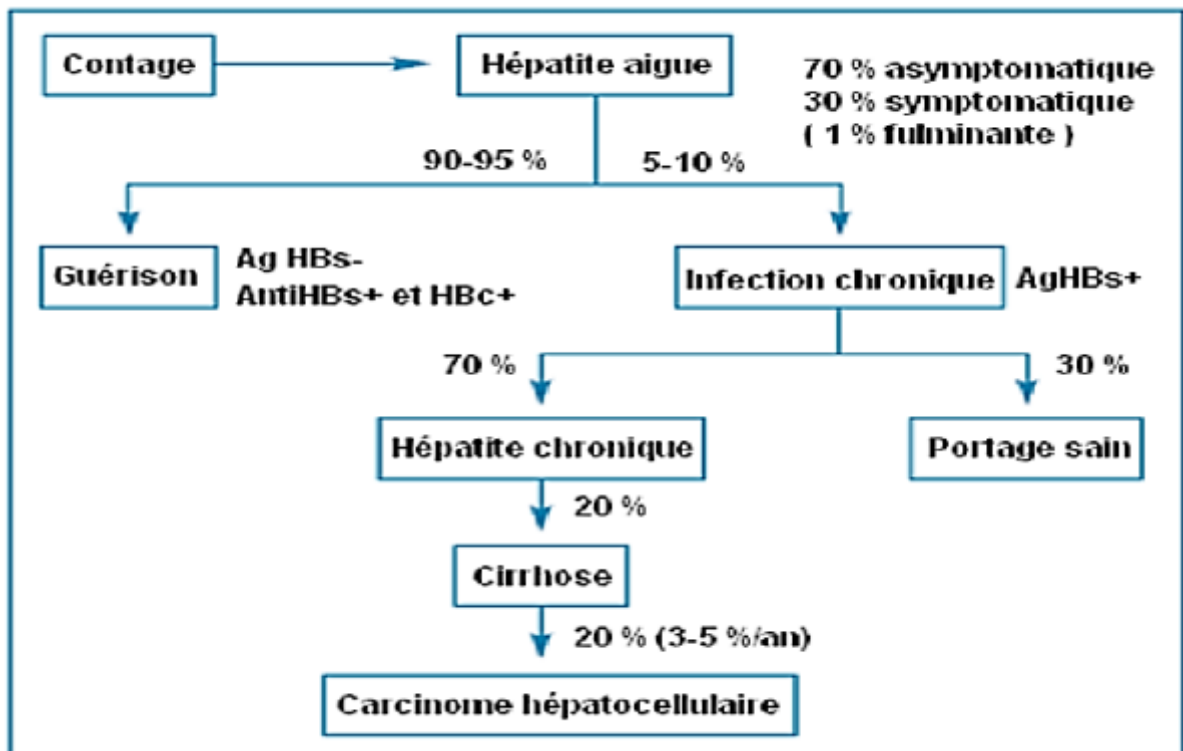 Contage
Hépatite aigue
70 % asymptomatique
30 % symptomatique
( 1 % fulminante )
90-95 %
5-10 %
Guérison
Ag HBs-
AntiHBs+ et HBc+
Infection chronique
AgHBs+
70 %
30 %
Hépatite chronique
Portage sain
20 %
Cirrhose
20 % (3-5 %/an)
Carcinome hépatocellulaire